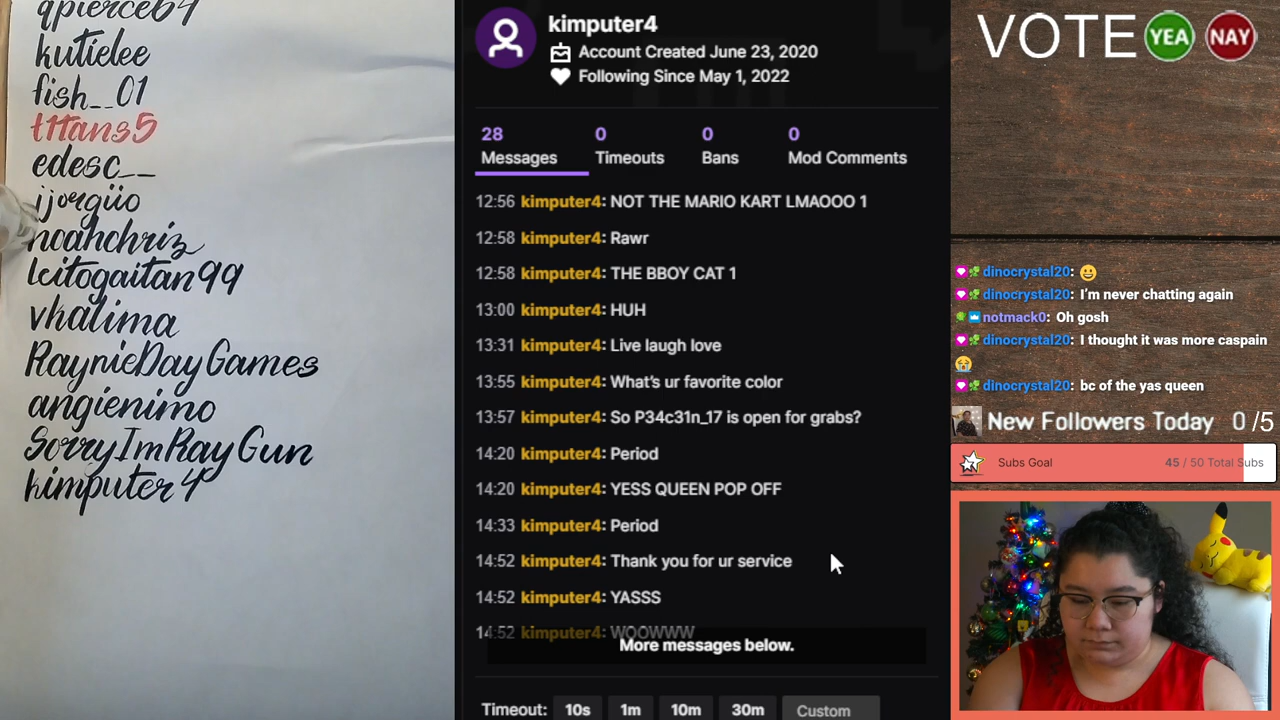 qpierce64
kutielee
fish__01
t1tans5
edesc__
ijorgüo
noahchriz
leitogaitan99
vhalima
RaynieDayGames
angienimo
SorryImRayGun
kimputer4
kimputer4
Account Created June 23, 2020
Following Since May 1, 2022
28 0 0 0
Messages Timeouts Bans Mod Comments
12:56 kimputer4: NOT THE MARIO KART LMAOOO 1
12:58 kimputer4: Rawr
12:58 kimputer4: THE BBOY CAT 1
13:00 kimputer4: HUH
13:31 kimputer4: Live laugh love
13:55 kimputer4: What's ur favorite color
13:57 kimputer4: So P34c31n_17 is open for grabs?
14:20 kimputer4: Period
14:20 kimputer4: YESS QUEEN POP OFF
14:33 kimputer4: Period
14:52 kimputer4: Thank you for ur service
14:52 kimputer4: YASSS
14:52 kimputer4: WOOWWW
More messages below.
Timeout: 10s 1m 10m 30m Custom
VOTE YEA NAY
dinocrystal20: 😀
dinocrystal20: I'm never chatting again
notmack0: Oh gosh
dinocrystal20: I thought it was more caspain
😭
dinocrystal20: bc of the yas queen
New Followers Today 0 /5
Subs Goal 45 / 50 Total Subs